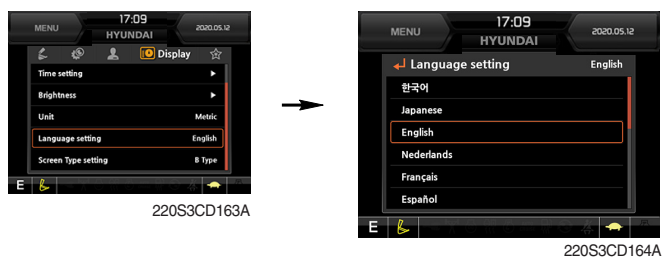 MENU
17:09
HYUNDAI
2020.05.12
Display
Time setting
Brightness
Unit Metric
Language setting English
Screen Type setting B Type
E
220S3CD163A
MENU
17:09
HYUNDAI
2020.05.12
Language setting English
한국어
Japanese
English
Nederlands
Français
Español
E
220S3CD164A